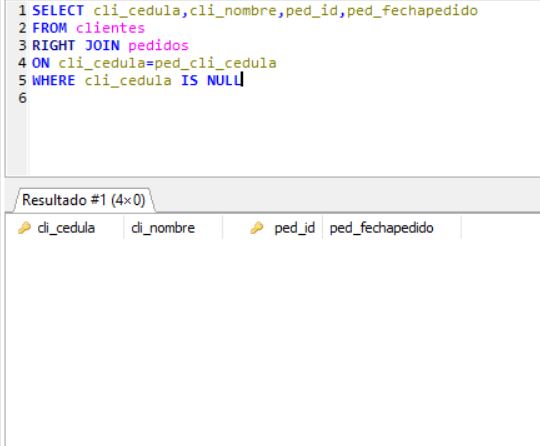 1 SELECT cli_cedula,cli_nombre,ped_id,ped_fechapedido
2 FROM clientes
3 RIGHT JOIN pedidos
4 ON cli_cedula=ped_cli_cedula
5 WHERE cli_cedula IS NULL
6
Resultado #1 (4×0)
cli_cedula cli_nombre ped_id ped_fechapedido